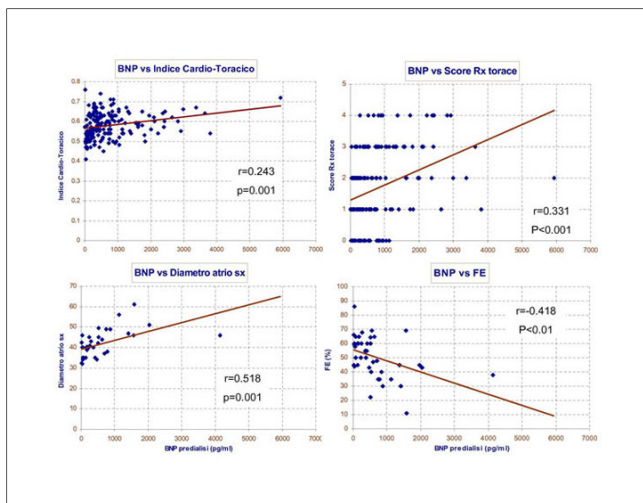 BNP vs Indice Cardio-Toracico
0.8
0.7
0.6
0.5
0.4
0.3
0.2
0.1
0
Indice Cardio-Toracico
r=0.243
p=0.001
0 1000 2000 3000 4000 5000 6000 7000
BNP vs Score Rx torace
5
4
3
2
1
0
Score Rx torace
r=0.331
P<0.001
0 1000 2000 3000 4000 5000 6000 7000
BNP vs Diametro atrio sx
70
60
50
40
30
20
10
0
Diametro atrio sx
r=0.518
p=0.001
0 1000 2000 3000 4000 5000 6000 7000
BNP predialisi (pg/ml)
BNP vs FE
100
90
80
70
60
50
40
30
20
10
0
FE (%)
r=-0.418
P<0.01
0 1000 2000 3000 4000 5000 6000 7000
BNP predialisi (pg/ml)